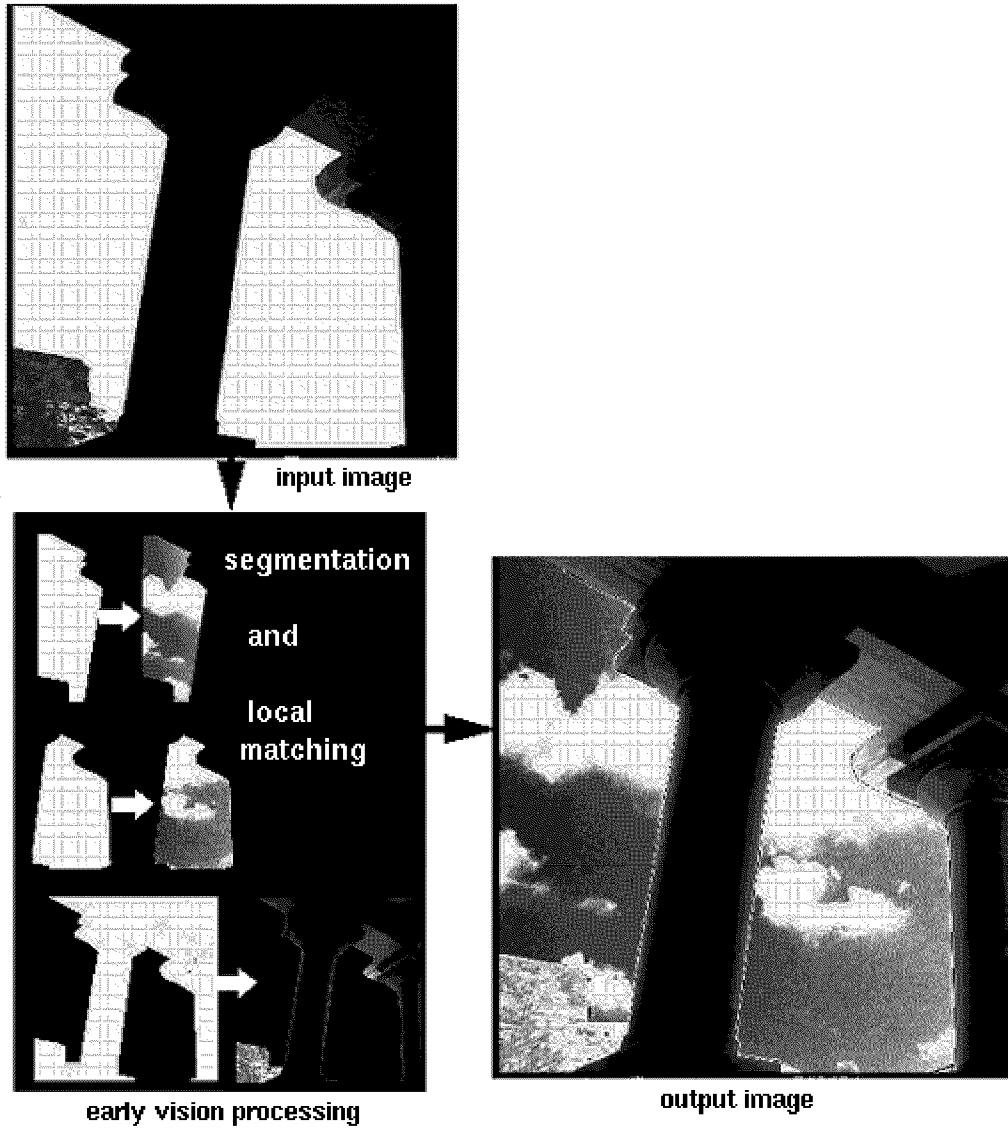 input image
segmentation
and
local
matching
early vision processing
output image